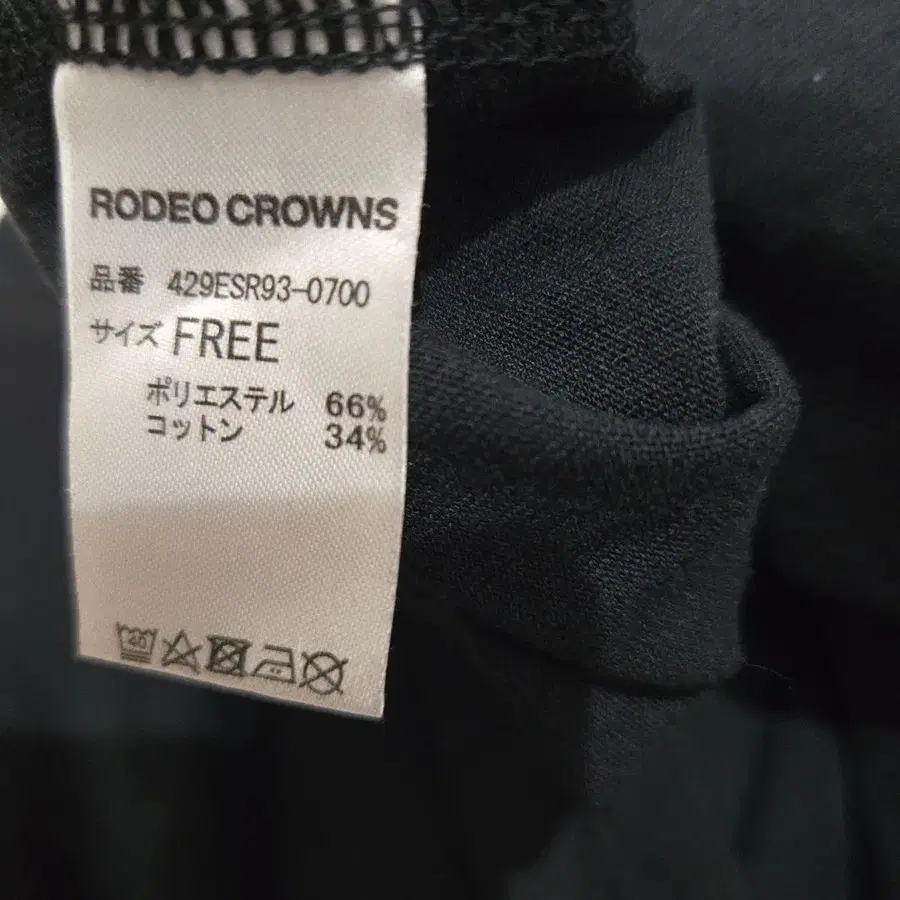 RODEO CROWNS
品番 429ESR93-0700
サイズ FREE
ポリエステル 66%
コットン 34%
40